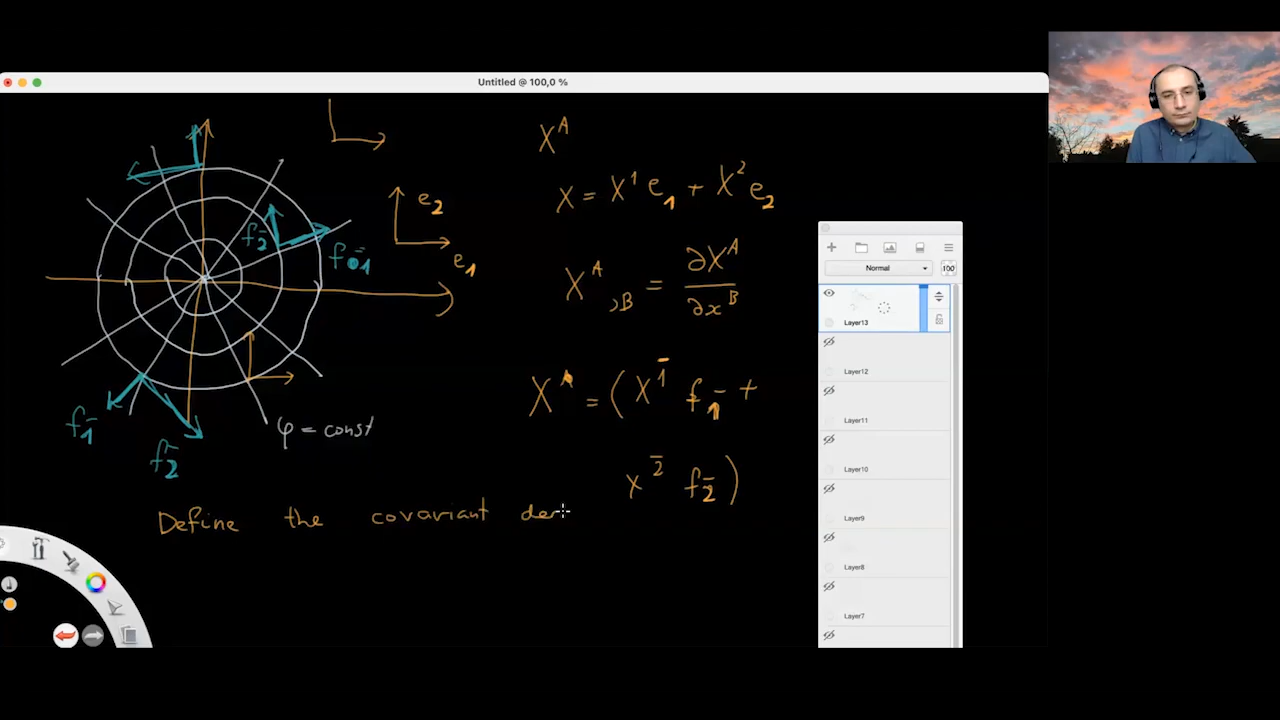 Untitled @ 100,0 %
X^A
X = X^1 e_1 + X^2 e_2
e_2
e_1
f_2̄
f_1̄
X^A_{,B} = ∂X^A / ∂x^B
Normal
100
Layer13
Layer12
X^A = (X^1̄ f_1̄ +
x^2̄ f_2̄)
f_1̄
f_2̄
φ = const
Layer11
Layer10
Define the covariant der
Layer9
Layer8
Layer7